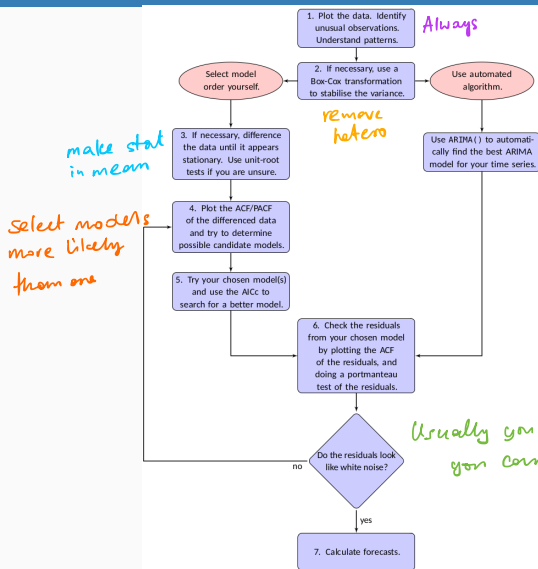 1. Plot the data. Identify
unusual observations.
Understand patterns.
Always
Select model
order yourself.
2. If necessary, use a
Box-Cox transformation
to stabilise the variance.
Use automated
algorithm.
remove
hetero
make stat
in mean
3. If necessary, difference
the data until it appears
stationary. Use unit-root
tests if you are unsure.
Use ARIMA() to automati-
cally find the best ARIMA
model for your time series.
Select models
more likely
than one
4. Plot the ACF/PACF
of the differenced data
and try to determine
possible candidate models.
5. Try your chosen model(s)
and use the AICc to
search for a better model.
6. Check the residuals
from your chosen model
by plotting the ACF
of the residuals, and
doing a portmanteau
test of the residuals.
Usually you
you
Do the residuals look
like white noise?
no
yes
7. Calculate forecasts.